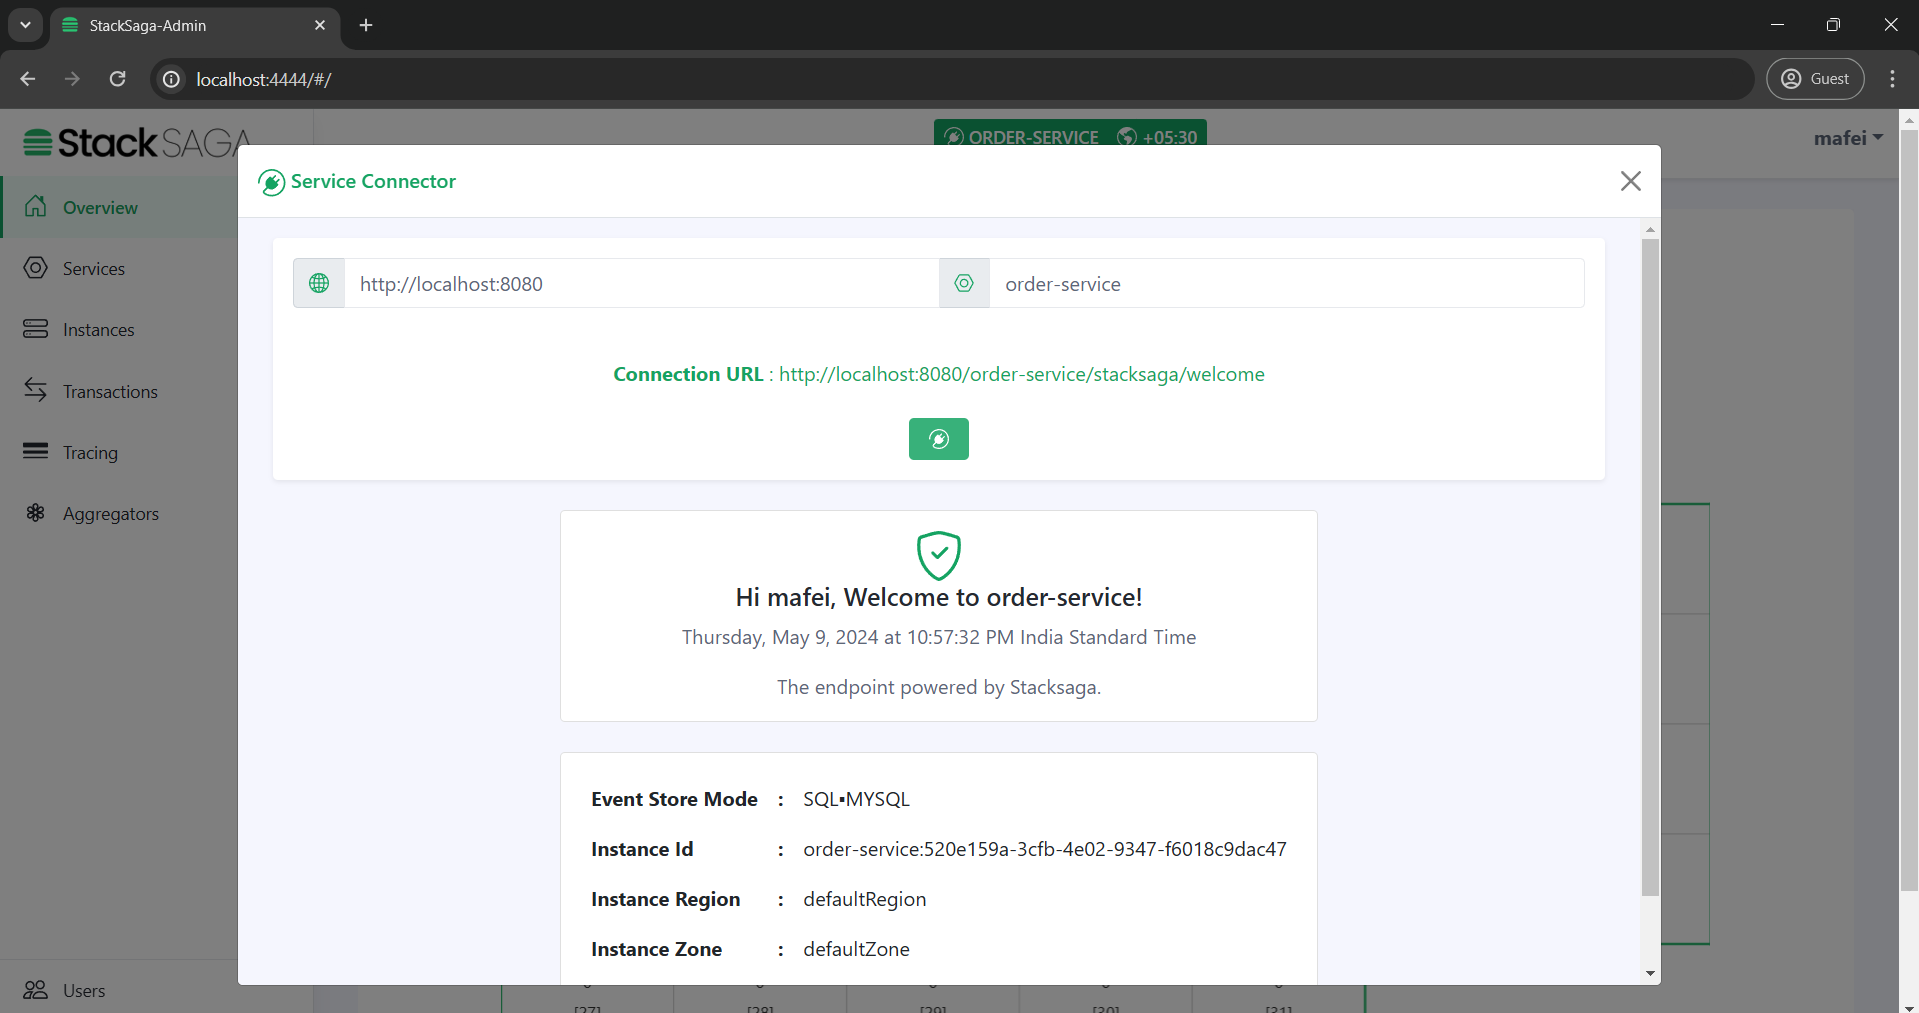 StackSaga-Admin
localhost:4444/#/
Guest
StackSAGA
ORDER-SERVICE +05:30
mafei
Service Connector
Overview
Services
Instances
Transactions
Tracing
Aggregators
Users
http://localhost:8080
order-service
Connection URL : http://localhost:8080/order-service/stacksaga/welcome
Hi mafei, Welcome to order-service!
Thursday, May 9, 2024 at 10:57:32 PM India Standard Time
The endpoint powered by Stacksaga.
Event Store Mode : SQL▪MYSQL
Instance Id : order-service:520e159a-3cfb-4e02-9347-f6018c9dac47
Instance Region : defaultRegion
Instance Zone : defaultZone
[27] [28] [29] [30] [31]